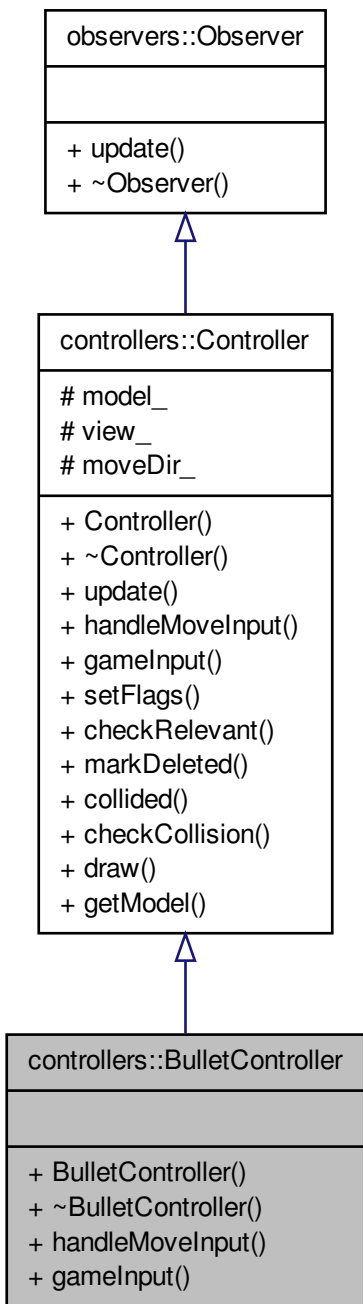 observers::Observer
+ update()
+ ~Observer()
controllers::Controller
# model_
# view_
# moveDir_
+ Controller()
+ ~Controller()
+ update()
+ handleMoveInput()
+ gameInput()
+ setFlags()
+ checkRelevant()
+ markDeleted()
+ collided()
+ checkCollision()
+ draw()
+ getModel()
controllers::BulletController
+ BulletController()
+ ~BulletController()
+ handleMoveInput()
+ gameInput()